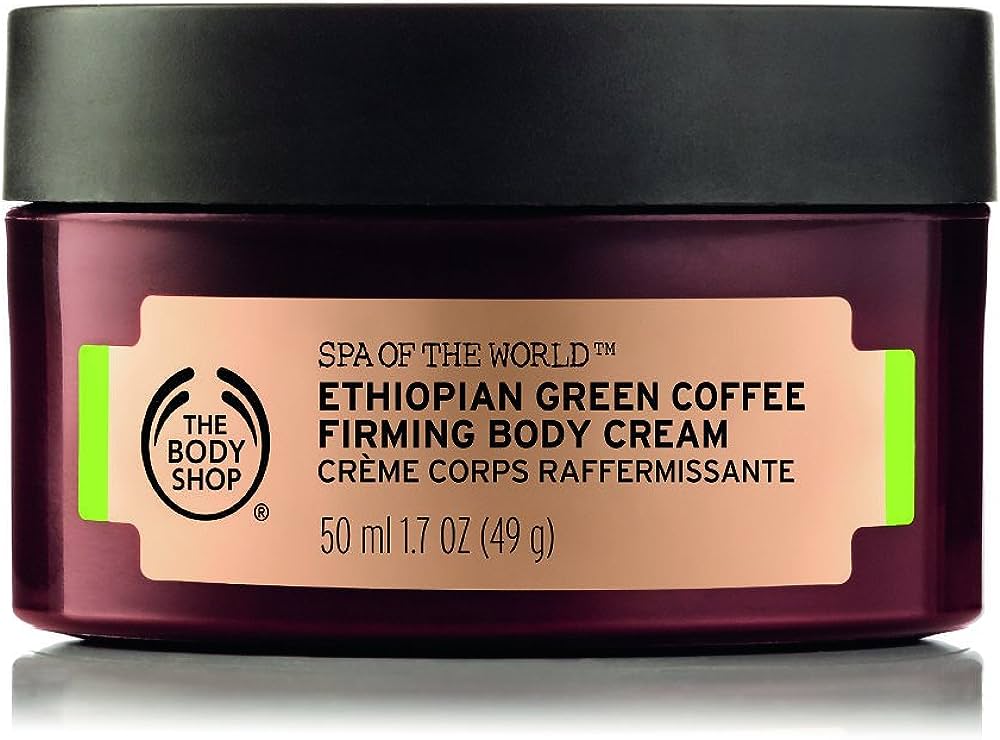 THE
BODY
SHOP
®
SPA OF THE WORLD™
ETHIOPIAN GREEN COFFEE
FIRMING BODY CREAM
CRÈME CORPS RAFFERMISSANTE
50 ml 1.7 OZ (49 g)